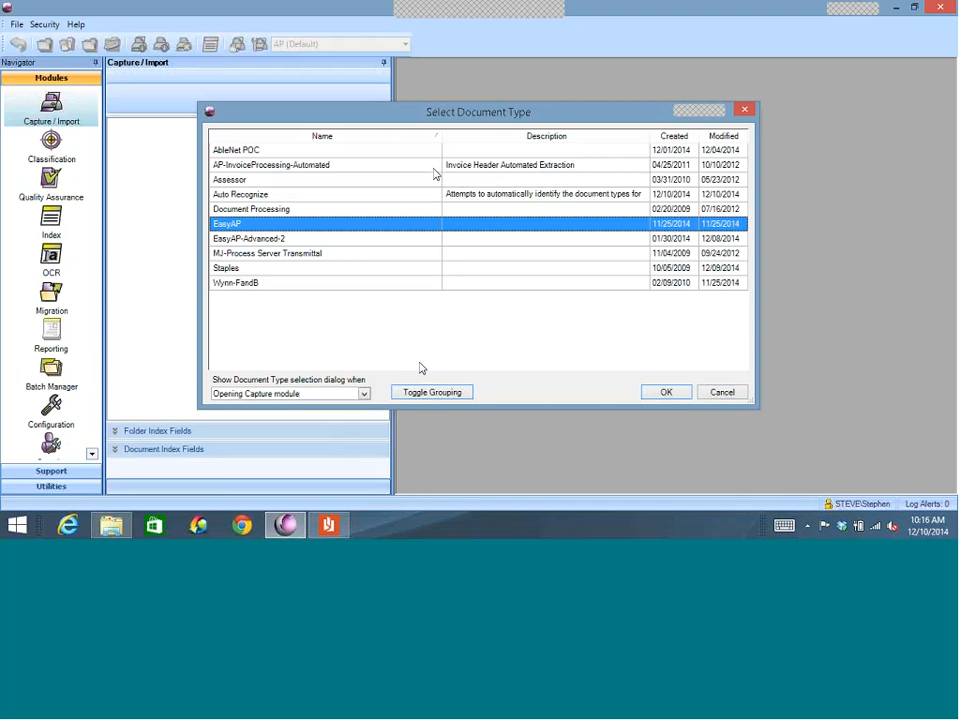 File Security Help
AP (Default)
Navigator
Modules
Capture / Import
Classification
Quality Assurance
Index
OCR
Migration
Reporting
Batch Manager
Configuration
Support
Utilities
Capture / Import
Folder Index Fields
Document Index Fields
Select Document Type
Name Description Created Modified
AbleNet POC 12/01/2014 12/04/2014
AP-InvoiceProcessing-Automated Invoice Header Automated Extraction 04/25/2011 10/10/2012
Assessor 03/31/2010 05/23/2012
Auto Recognize Attempts to automatically identify the document types for 12/10/2014 12/10/2014
Document Processing 02/20/2009 07/16/2012
EasyAP 11/25/2014 11/25/2014
EasyAP-Advanced-2 01/30/2014 12/08/2014
MJ-Process Server Transmittal 11/04/2009 09/24/2012
Staples 10/05/2009 12/09/2014
Wynn-FandB 02/09/2010 11/25/2014
Show Document Type selection dialog when
Opening Capture module
Toggle Grouping
OK
Cancel
STEVE\Stephen Log Alerts: 0
10:16 AM
12/10/2014